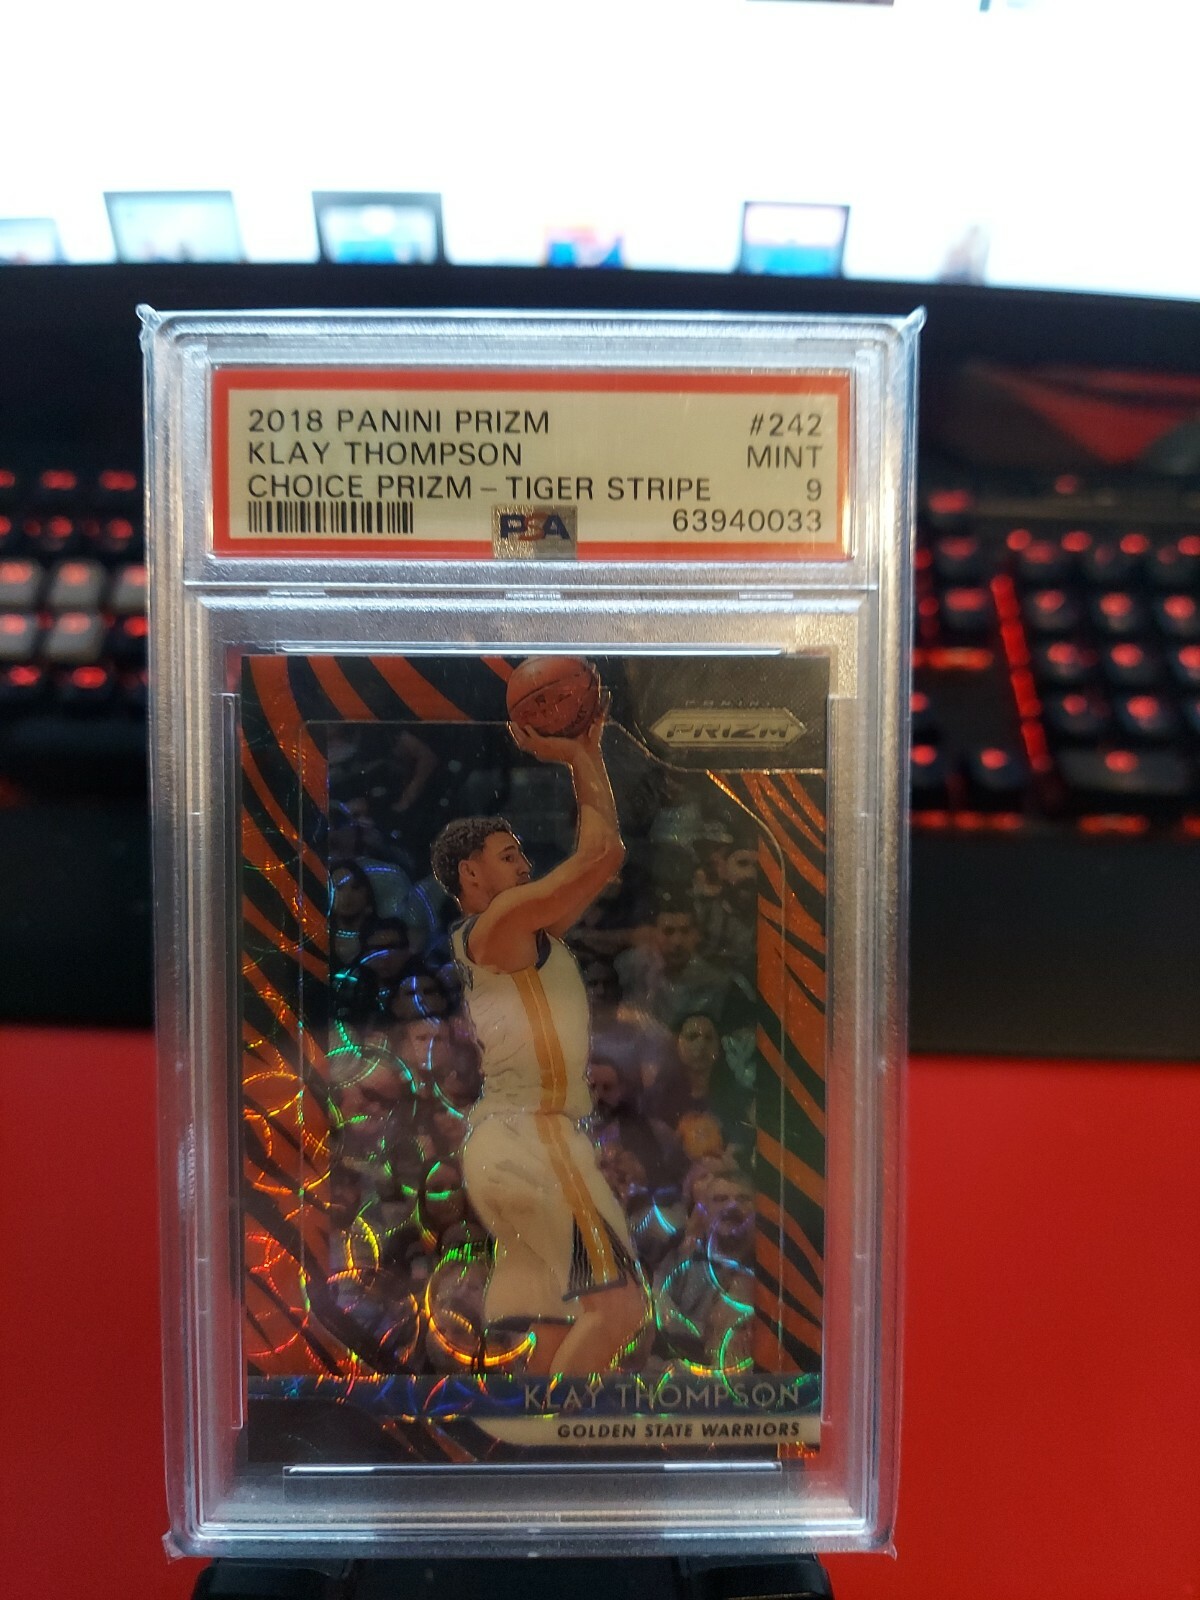 2018 PANINI PRIZM #242
KLAY THOMPSON MINT
CHOICE PRIZM - TIGER STRIPE 9
PSA 63940033
PANINI
PRIZM
KLAY THOMPSON
GOLDEN STATE WARRIORS